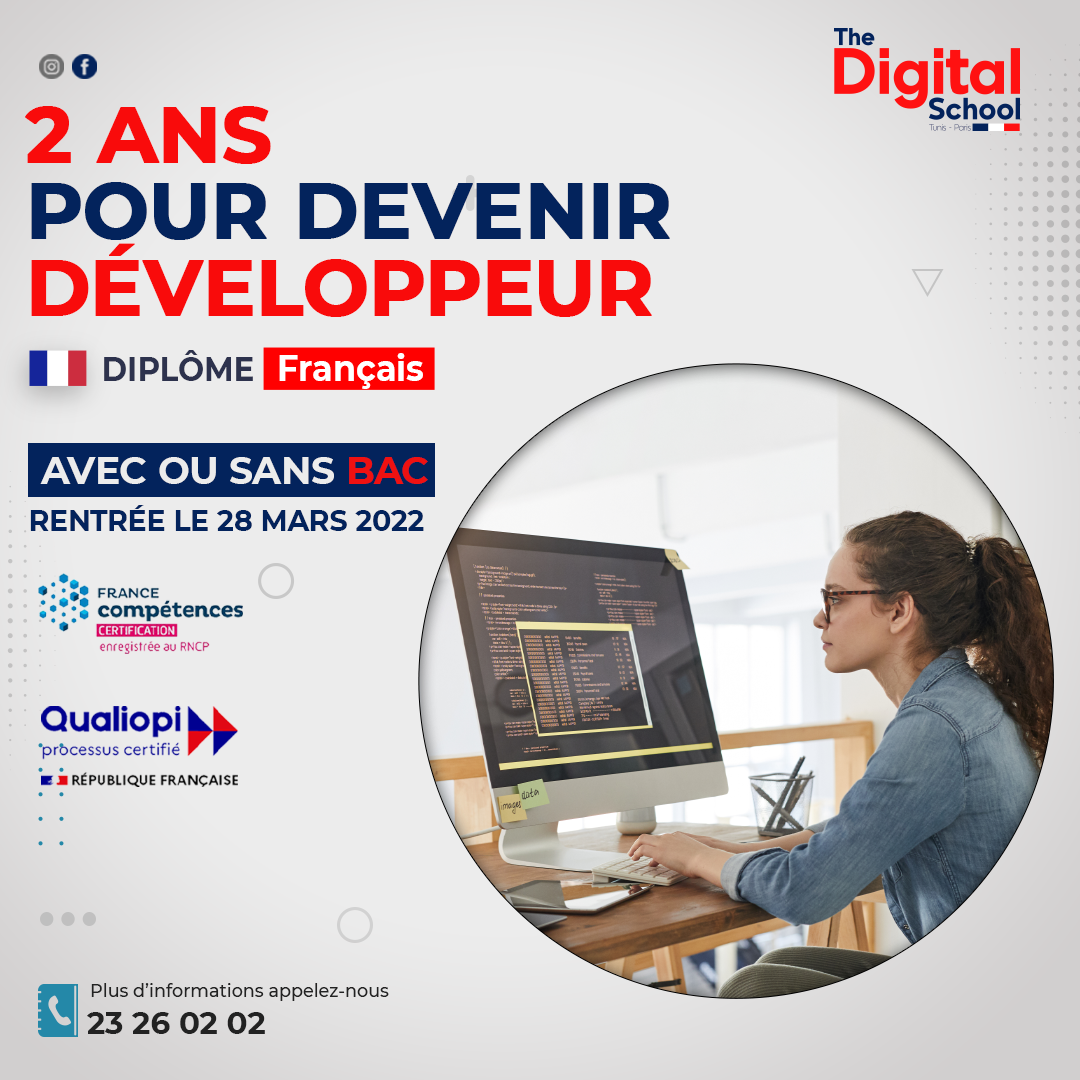 The
Digital
School
Tunis - Paris
2 ANS
POUR DEVENIR
DÉVELOPPEUR
DIPLÔME Français
AVEC OU SANS BAC
RENTRÉE LE 28 MARS 2022
FRANCE
compétences
CERTIFICATION
enregistrée au RNCP
Qualiopi
processus certifié
RÉPUBLIQUE FRANÇAISE
images
data
Plus d'informations appelez-nous
23 26 02 02